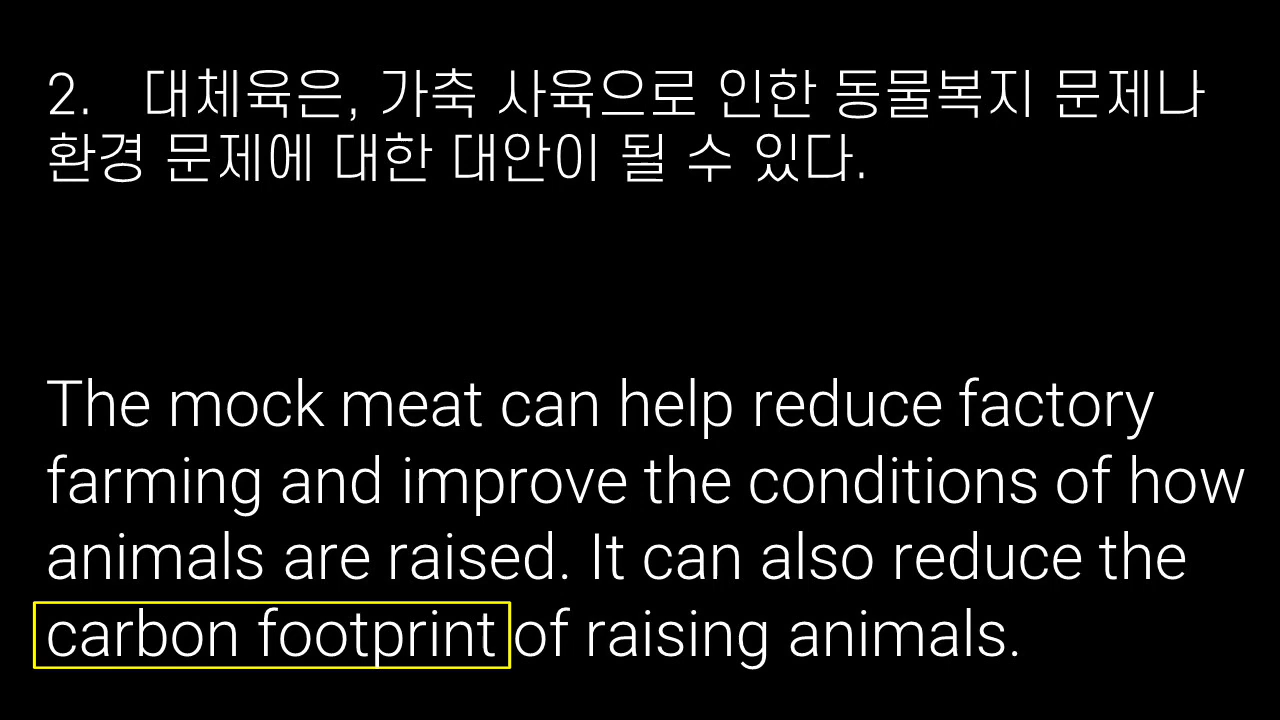 2. 대체육은, 가축 사육으로 인한 동물복지 문제나
환경 문제에 대한 대안이 될 수 있다.
The mock meat can help reduce factory
farming and improve the conditions of how
animals are raised. It can also reduce the
carbon footprint of raising animals.